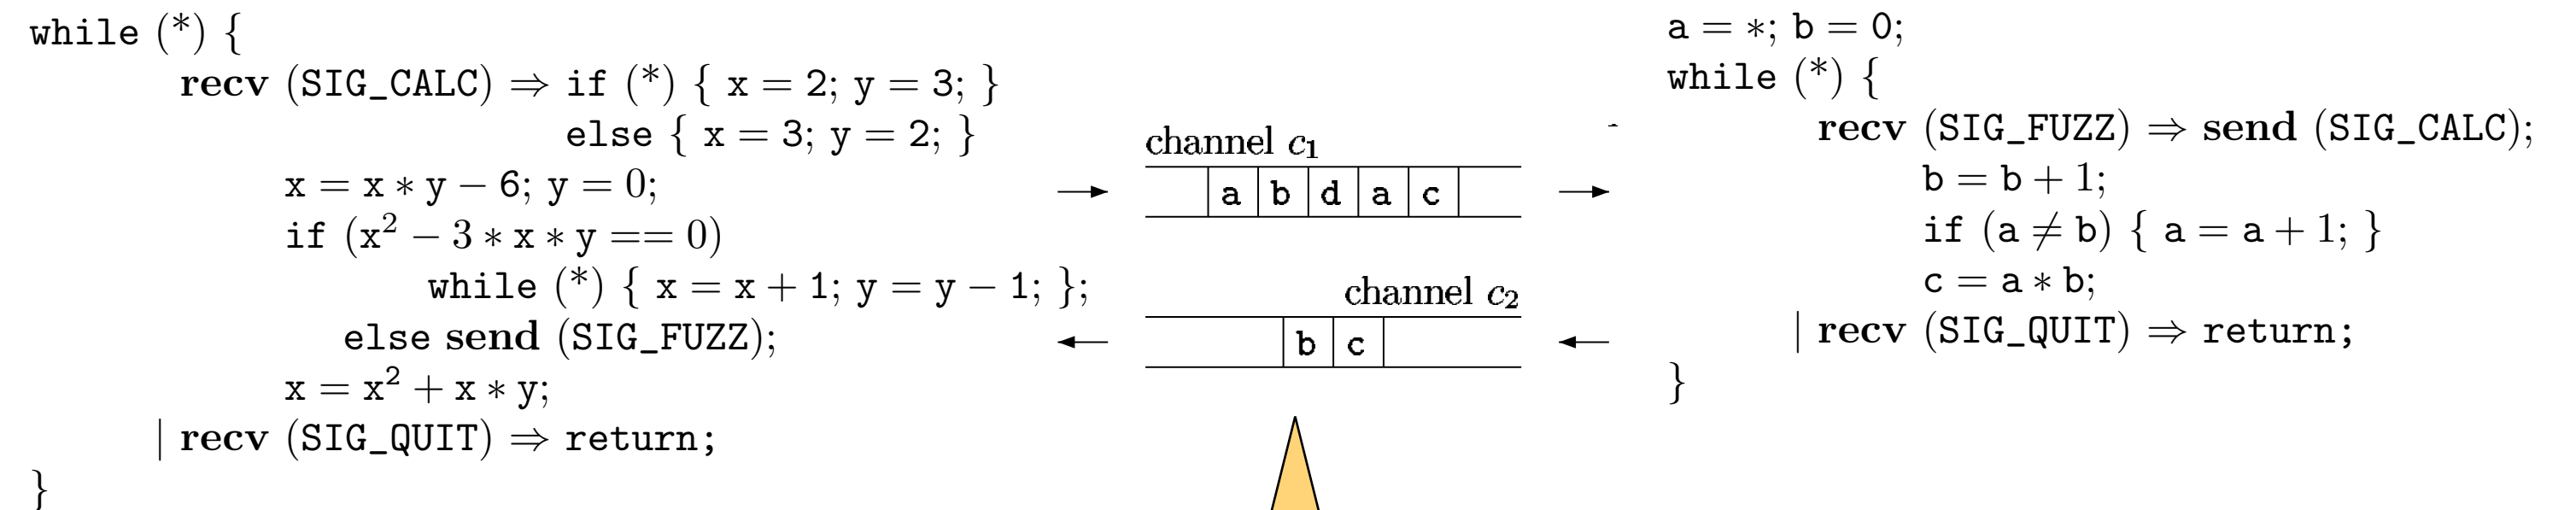 while (*) {
recv (SIG_CALC) ⇒ if (*) { x = 2; y = 3; }
else { x = 3; y = 2; }
x = x * y − 6; y = 0;
if (x² − 3 * x * y == 0)
while (*) { x = x + 1; y = y − 1; };
else send (SIG_FUZZ);
x = x² + x * y;
| recv (SIG_QUIT) ⇒ return;
}
channel c₁
a b d a c
channel c₂
b c
a = *; b = 0;
while (*) {
recv (SIG_FUZZ) ⇒ send (SIG_CALC);
b = b + 1;
if (a ≠ b) { a = a + 1; }
c = a * b;
| recv (SIG_QUIT) ⇒ return;
}